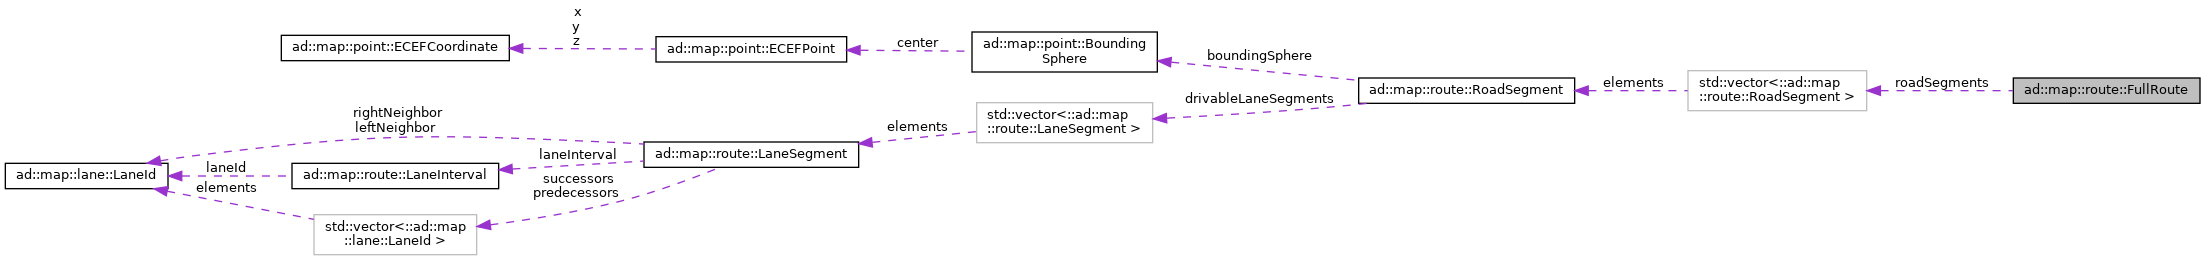 x
y
z
ad::map::point::ECEFCoordinate
ad::map::point::ECEFPoint
center
ad::map::point::Bounding
Sphere
boundingSphere
ad::map::route::RoadSegment
elements
std::vector<::ad::map
::route::RoadSegment >
roadSegments
ad::map::route::FullRoute
drivableLaneSegments
std::vector<::ad::map
::route::LaneSegment >
elements
rightNeighbor
leftNeighbor
ad::map::route::LaneSegment
laneInterval
ad::map::route::LaneInterval
laneId
ad::map::lane::LaneId
elements
successors
predecessors
std::vector<::ad::map
::lane::LaneId >